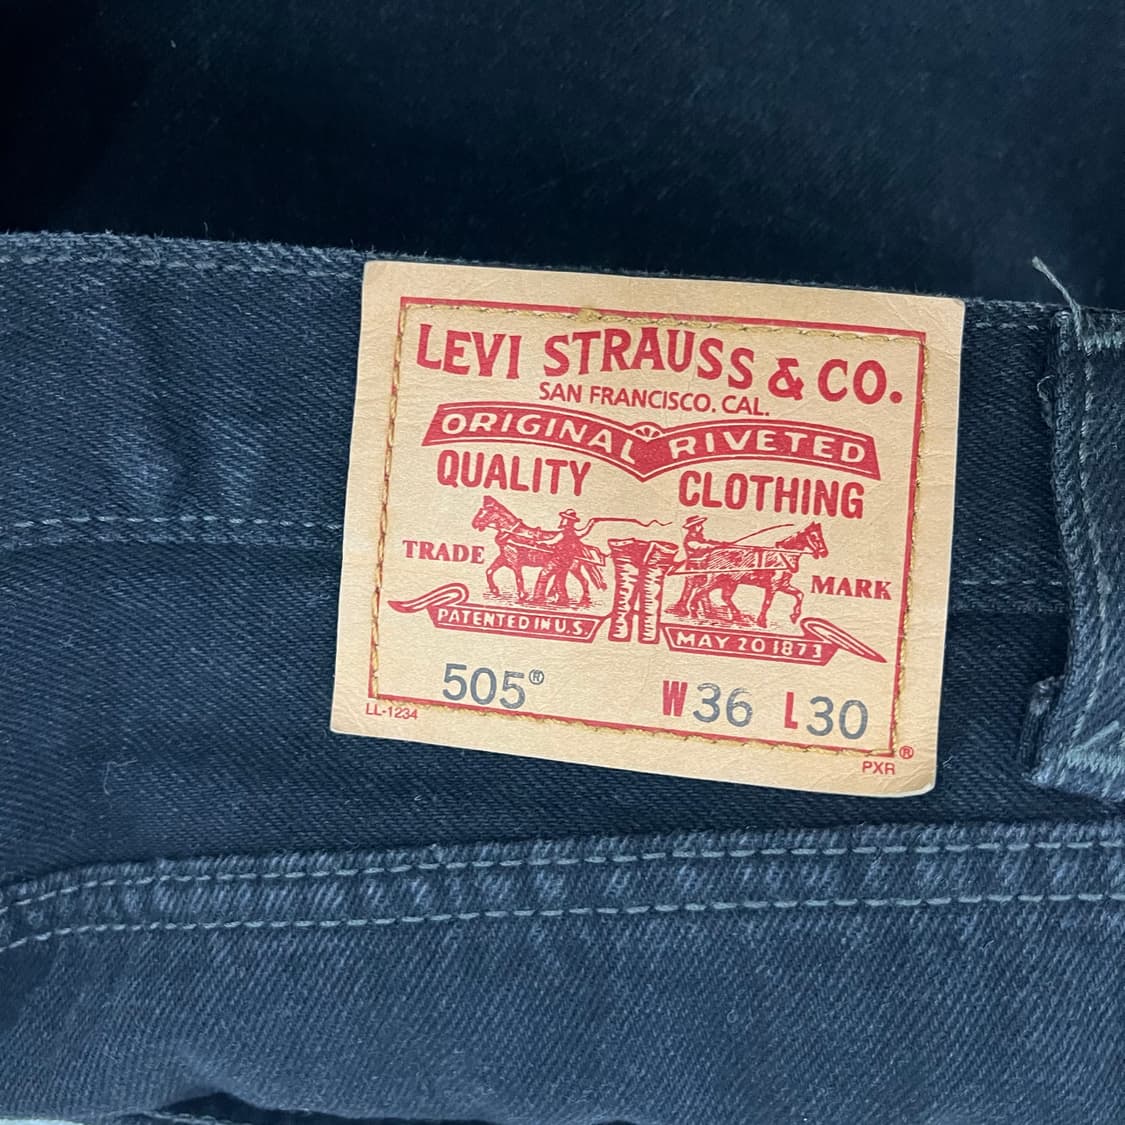 LEVI STRAUSS & CO.
SAN FRANCISCO. CAL.
ORIGINAL RIVETED
QUALITY CLOTHING
TRADE MARK
PATENTED IN U.S. MAY 20 1873
505® W36 L30
LL-1234
®
PXR